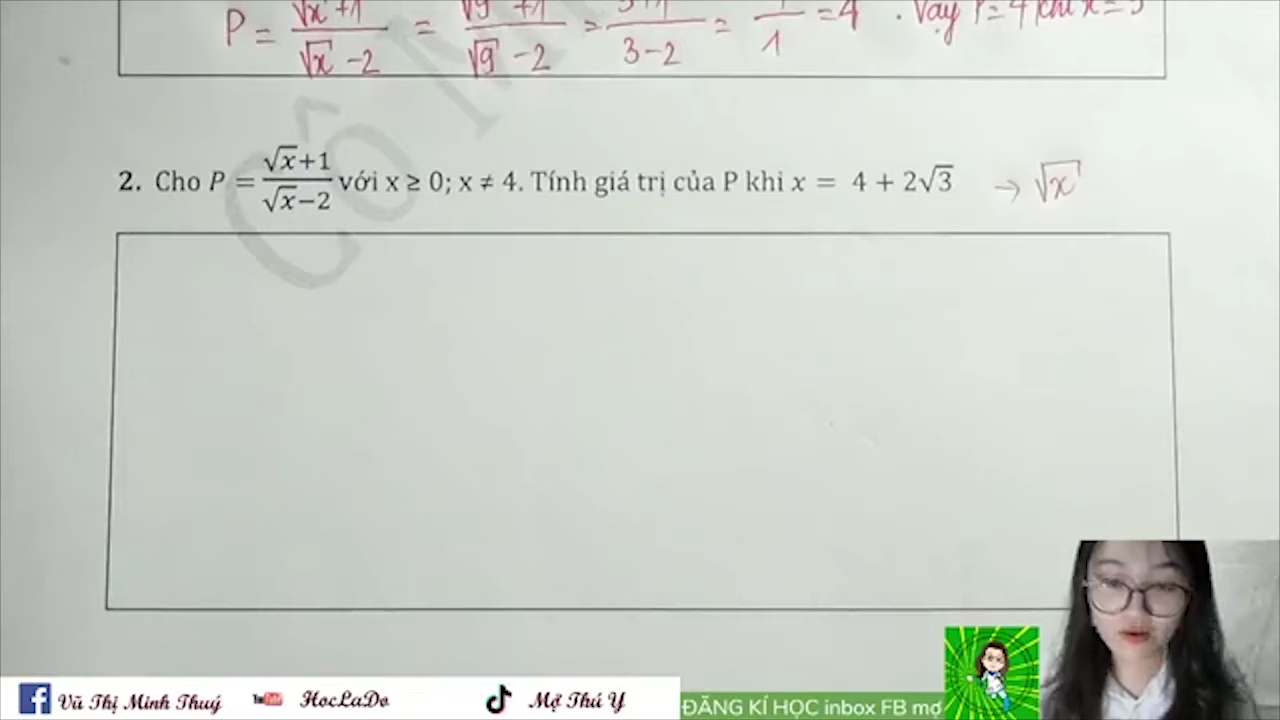 P = √x+1 / √x-2 = √9+1 / √9-2 = 3+1 / 3-2 = 4/1 = 4 . Vậy P=4 khi x=9
2. Cho P = √x+1 / √x−2 với x ≥ 0; x ≠ 4. Tính giá trị của P khi x = 4 + 2√3 → √x
Cô
Vũ Thị Minh Thuý HocLaDo Mợ Thú Y ĐĂNG KÍ HỌC inbox FB mợ